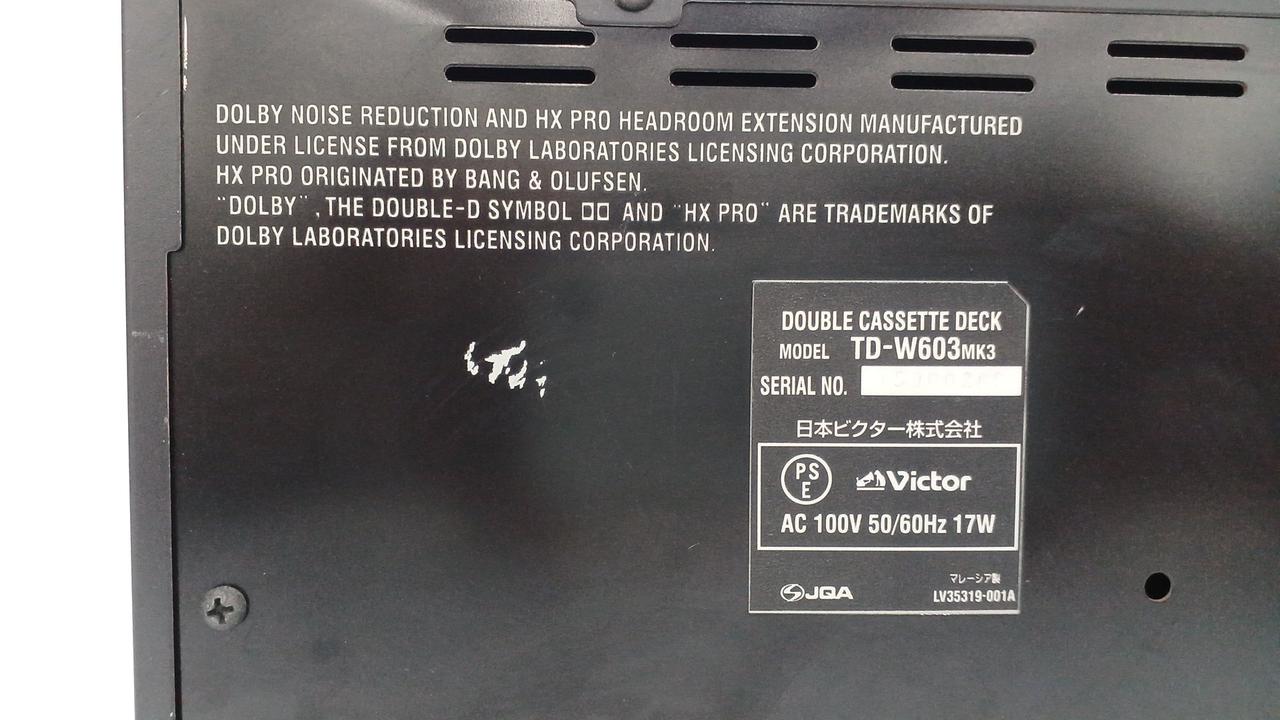 DOLBY NOISE REDUCTION AND HX PRO HEADROOM EXTENSION MANUFACTURED
UNDER LICENSE FROM DOLBY LABORATORIES LICENSING CORPORATION.
HX PRO ORIGINATED BY BANG & OLUFSEN.
"DOLBY", THE DOUBLE-D SYMBOL AND "HX PRO" ARE TRADEMARKS OF
DOLBY LABORATORIES LICENSING CORPORATION.
DOUBLE CASSETTE DECK
MODEL TD-W603MK3
SERIAL NO.
日本ビクター株式会社
PS
E
Victor
AC 100V 50/60Hz 17W
JQA
マレーシア製
LV35319-001A